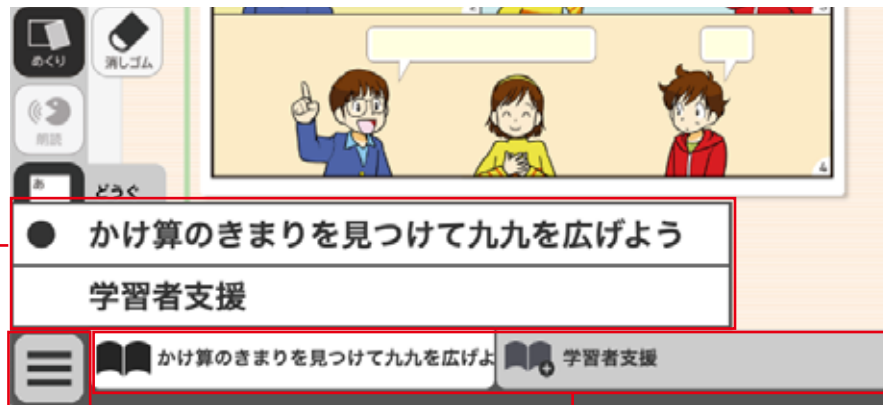 めくり
消しゴム
朗読
あ
どうぐ
4
● かけ算のきまりを見つけて九九を広げよう
学習者支援
かけ算のきまりを見つけて九九を広げよ
学習者支援